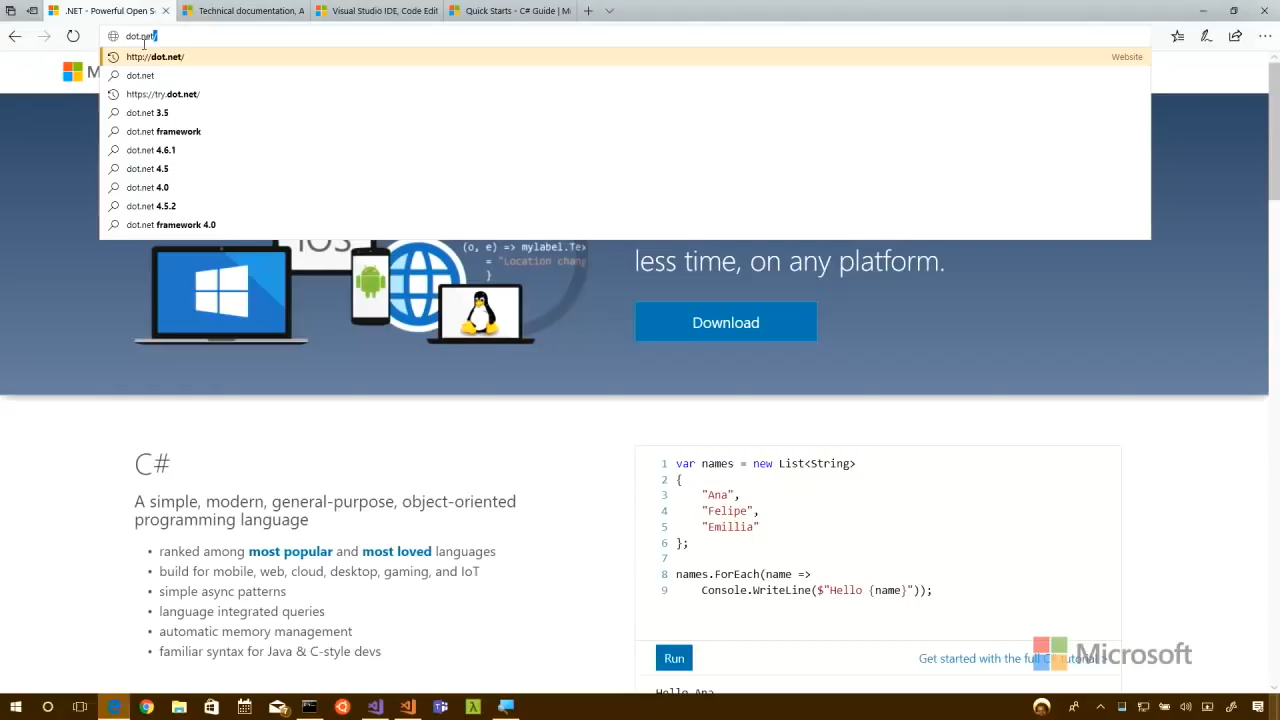 .NET - Powerful Open S
Technical documentation, A
Visual Studio IDE, Code Edit
Quick Starts - C# Guide | M
dot.net/
http://dot.net/
Website
dot.net
https://try.dot.net/
dot.net 3.5
dot.net framework
dot.net 4.6.1
dot.net 4.5
dot.net 4.0
dot.net 4.5.2
dot.net framework 4.0
M
iOS
(o, e) => mylabel.Te
= "Location chang
}
less time, on any platform.
Download
C#
A simple, modern, general-purpose, object-oriented
programming language
• ranked among most popular and most loved languages
• build for mobile, web, cloud, desktop, gaming, and IoT
• simple async patterns
• language integrated queries
• automatic memory management
• familiar syntax for Java & C-style devs
1 var names = new List<String>
2 {
3 "Ana",
4 "Felipe",
5 "Emillia"
6 };
7
8 names.ForEach(name =>
9 Console.WriteLine($"Hello {name}"));
Run
Get started with the full C# tutorial
Microsoft
Hello Ana